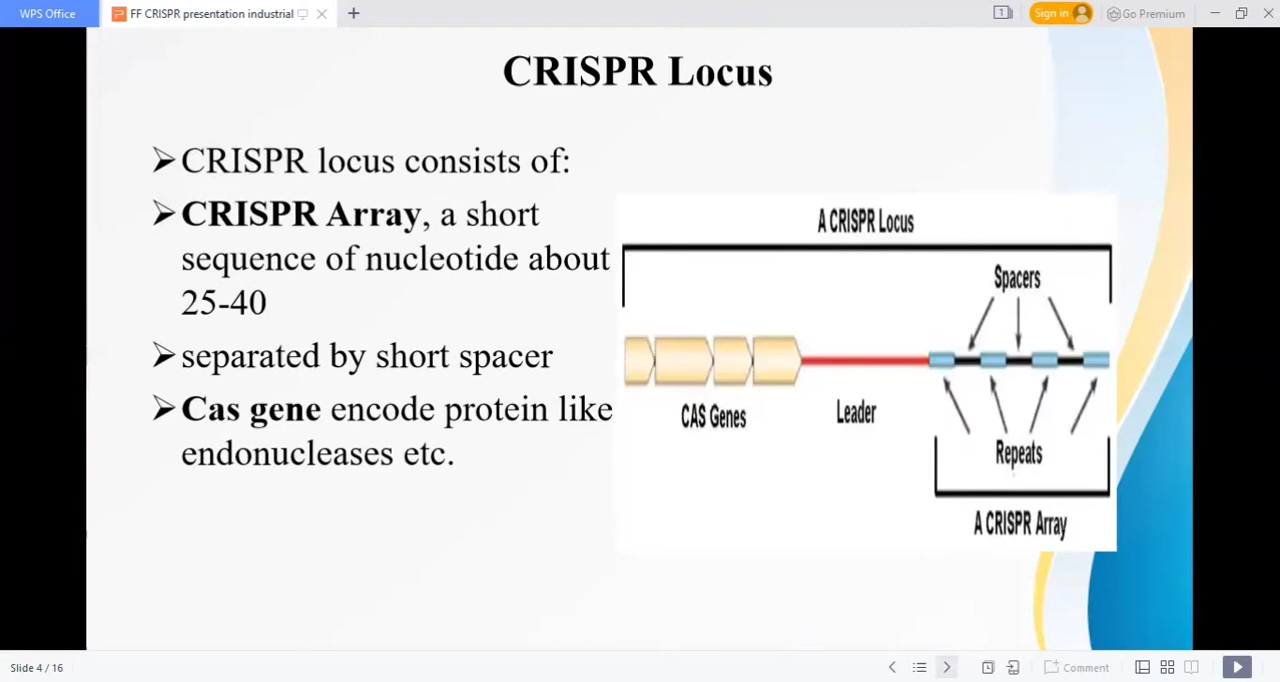 WPS Office
FF CRISPR presentation industrial
1
Sign in
Go Premium
CRISPR Locus
CRISPR locus consists of:
CRISPR Array, a short
sequence of nucleotide about
25-40
separated by short spacer
Cas gene encode protein like
endonucleases etc.
A CRISPR Locus
Spacers
CAS Genes
Leader
Repeats
A CRISPR Array
Slide 4 / 16
Comment